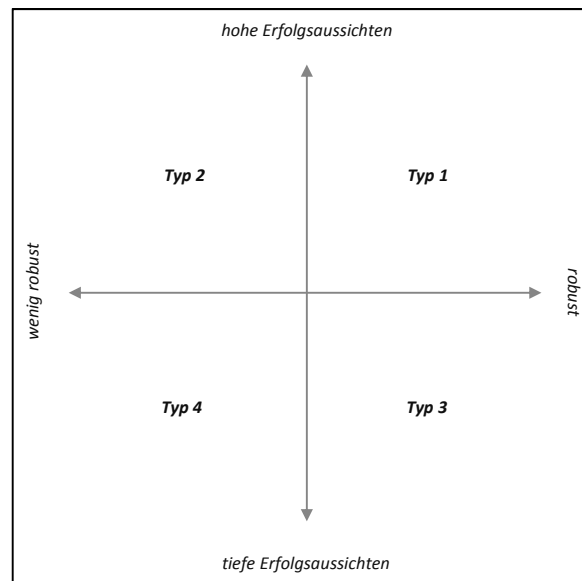 hohe Erfolgsaussichten
Typ 2
Typ 1
wenig robust
robust
Typ 4
Typ 3
tiefe Erfolgsaussichten